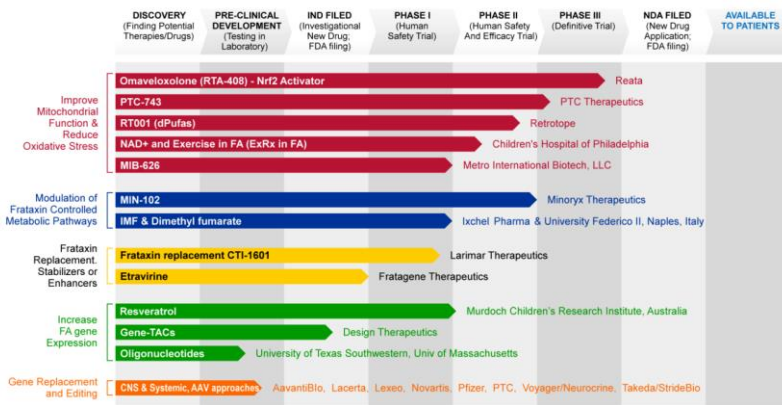 DISCOVERY
(Finding Potential
Therapies/Drugs)
PRE-CLINICAL
DEVELOPMENT
(Testing in
Laboratory)
IND FILED
(Investigational
New Drug;
FDA filing)
PHASE I
(Human
Safety Trial)
PHASE II
(Human Safety
And Efficacy Trial)
PHASE III
(Definitive Trial)
NDA FILED
(New Drug
Application;
FDA filing)
AVAILABLE
TO PATIENTS
Improve
Mitochondrial
Function &
Reduce
Oxidative Stress
Omaveloxolone (RTA-408) - Nrf2 Activator
Reata
PTC-743
PTC Therapeutics
RT001 (dPufas)
Retrotope
NAD+ and Exercise in FA (ExRx in FA)
Children's Hospital of Philadelphia
MIB-626
Metro International Biotech, LLC
Modulation of
Frataxin Controlled
Metabolic Pathways
MIN-102
Minoryx Therapeutics
IMF & Dimethyl fumarate
Ixchel Pharma & University Federico II, Naples, Italy
Frataxin
Replacement.
Stabilizers or
Enhancers
Frataxin replacement CTI-1601
Larimar Therapeutics
Etravirine
Fratagene Therapeutics
Increase
FA gene
Expression
Resveratrol
Murdoch Children's Research Institute, Australia
Gene-TACs
Design Therapeutics
Oligonucleotides
University of Texas Southwestern, Univ of Massachusetts
Gene Replacement
and Editing
CNS & Systemic, AAV approaches
AavantiBIo, Lacerta, Lexeo, Novartis, Pfizer, PTC, Voyager/Neurocrine, Takeda/StrideBio